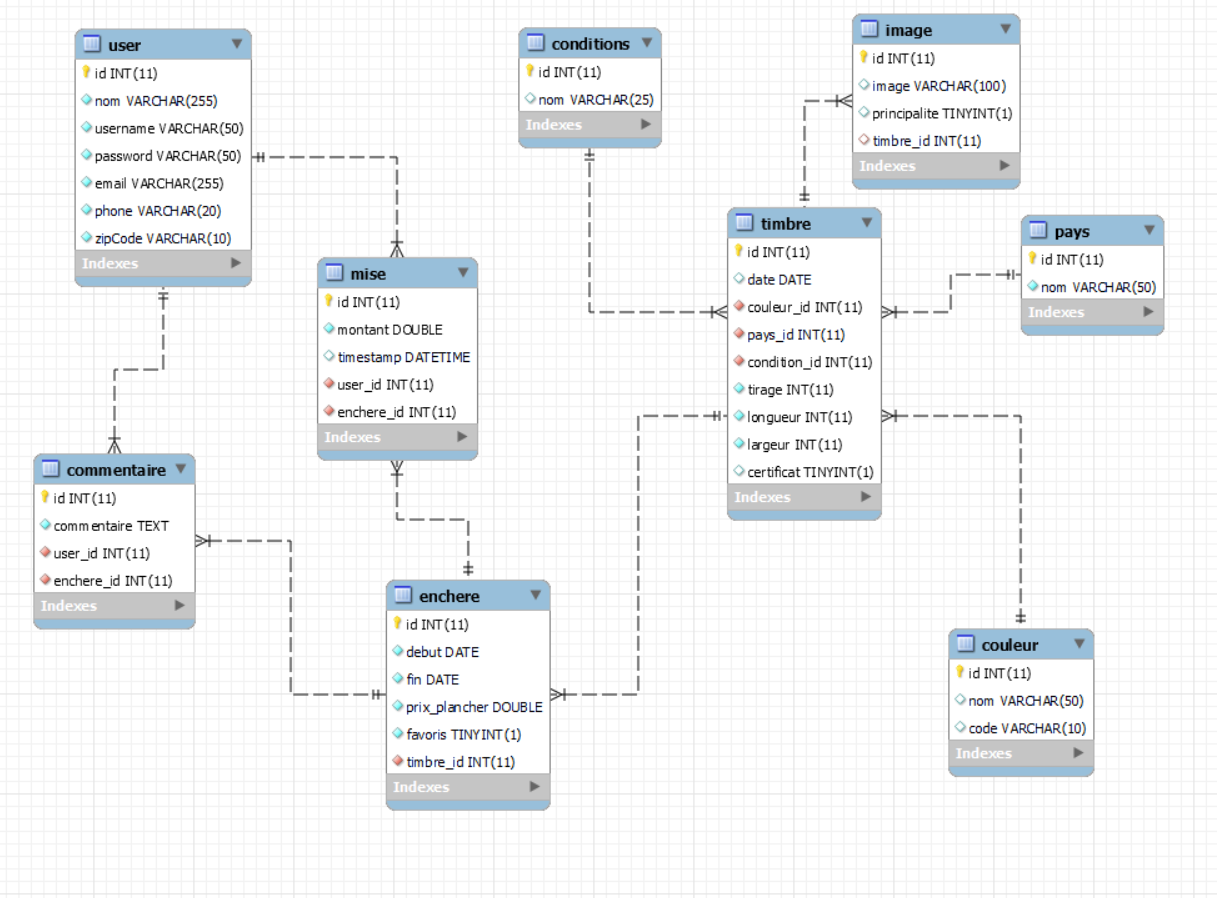 user
id INT(11)
nom VARCHAR(255)
username VARCHAR(50)
password VARCHAR(50)
email VARCHAR(255)
phone VARCHAR(20)
zipCode VARCHAR(10)
Indexes
conditions
id INT(11)
nom VARCHAR(25)
Indexes
image
id INT(11)
image VARCHAR(100)
principalite TINYINT(1)
timbre_id INT(11)
Indexes
mise
id INT(11)
montant DOUBLE
timestamp DATETIME
user_id INT(11)
enchere_id INT(11)
Indexes
timbre
id INT(11)
date DATE
couleur_id INT(11)
pays_id INT(11)
condition_id INT(11)
tirage INT(11)
longueur INT(11)
largeur INT(11)
certificat TINYINT(1)
Indexes
pays
id INT(11)
nom VARCHAR(50)
Indexes
commentaire
id INT(11)
commentaire TEXT
user_id INT(11)
enchere_id INT(11)
Indexes
enchere
id INT(11)
debut DATE
fin DATE
prix_plancher DOUBLE
favoris TINYINT(1)
timbre_id INT(11)
Indexes
couleur
id INT(11)
nom VARCHAR(50)
code VARCHAR(10)
Indexes